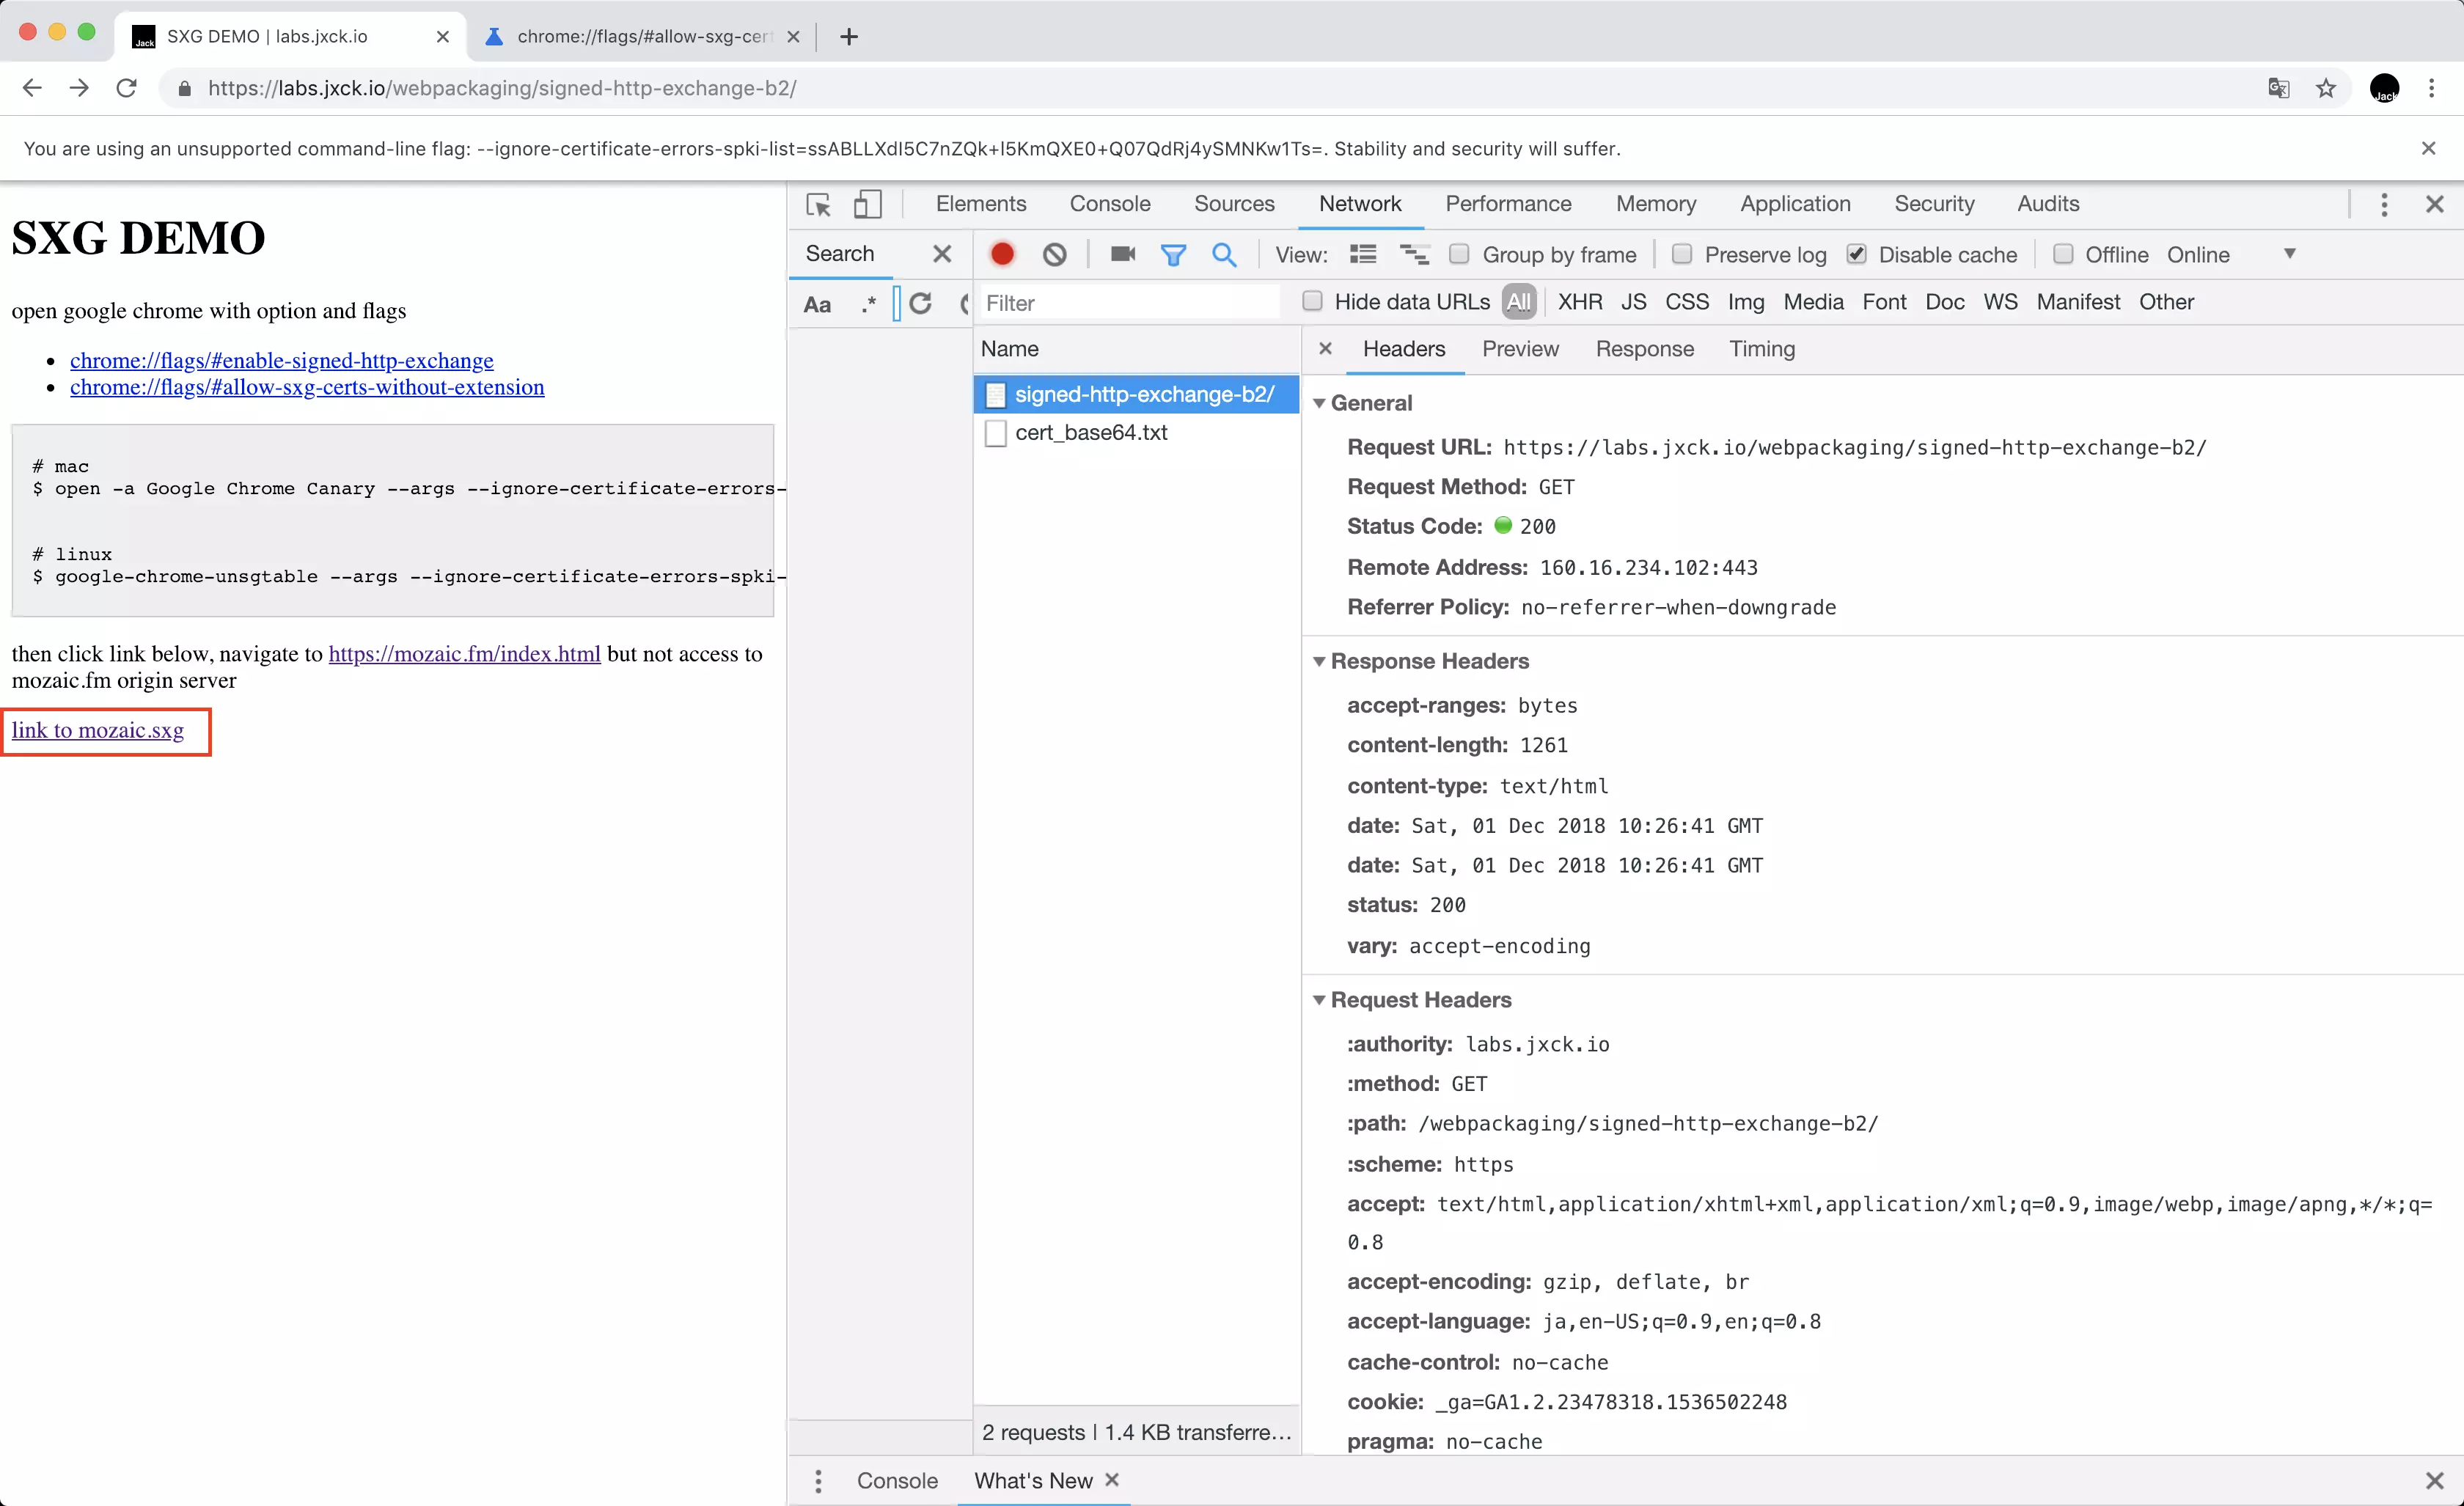 SXG DEMO | labs.jxck.io
chrome://flags/#allow-sxg-cert
https://labs.jxck.io/webpackaging/signed-http-exchange-b2/
Jack
You are using an unsupported command-line flag: --ignore-certificate-errors-spki-list=ssABLLXdI5C7nZQk+I5KmQXE0+Q07QdRj4ySMNKw1Ts=. Stability and security will suffer.
SXG DEMO
open google chrome with option and flags
• chrome://flags/#enable-signed-http-exchange
• chrome://flags/#allow-sxg-certs-without-extension
# mac
$ open -a Google Chrome Canary --args --ignore-certificate-errors-
# linux
$ google-chrome-unsgtable --args --ignore-certificate-errors-spki-
then click link below, navigate to https://mozaic.fm/index.html but not access to
mozaic.fm origin server
link to mozaic.sxg
Elements Console Sources Network Performance Memory Application Security Audits
Search
View: Group by frame Preserve log Disable cache Offline Online
Aa .*
Filter Hide data URLs All XHR JS CSS Img Media Font Doc WS Manifest Other
Name
signed-http-exchange-b2/
cert_base64.txt
2 requests | 1.4 KB transferre...
Headers Preview Response Timing
General
Request URL: https://labs.jxck.io/webpackaging/signed-http-exchange-b2/
Request Method: GET
Status Code: 200
Remote Address: 160.16.234.102:443
Referrer Policy: no-referrer-when-downgrade
Response Headers
accept-ranges: bytes
content-length: 1261
content-type: text/html
date: Sat, 01 Dec 2018 10:26:41 GMT
date: Sat, 01 Dec 2018 10:26:41 GMT
status: 200
vary: accept-encoding
Request Headers
:authority: labs.jxck.io
:method: GET
:path: /webpackaging/signed-http-exchange-b2/
:scheme: https
accept: text/html,application/xhtml+xml,application/xml;q=0.9,image/webp,image/apng,*/*;q=
0.8
accept-encoding: gzip, deflate, br
accept-language: ja,en-US;q=0.9,en;q=0.8
cache-control: no-cache
cookie: _ga=GA1.2.23478318.1536502248
pragma: no-cache
Console What's New